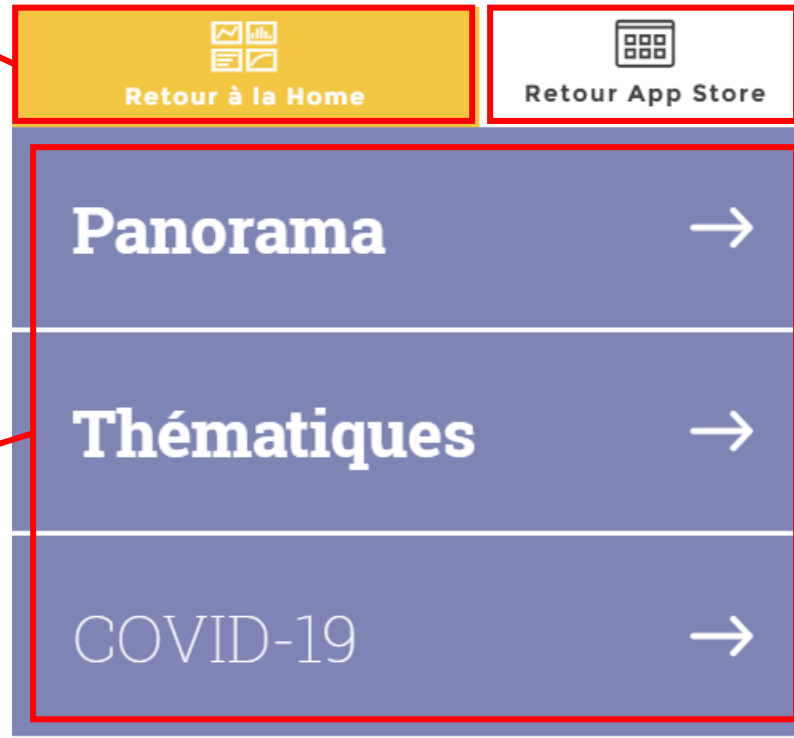 Retour à la Home
Retour App Store
Panorama
Thématiques
COVID-19